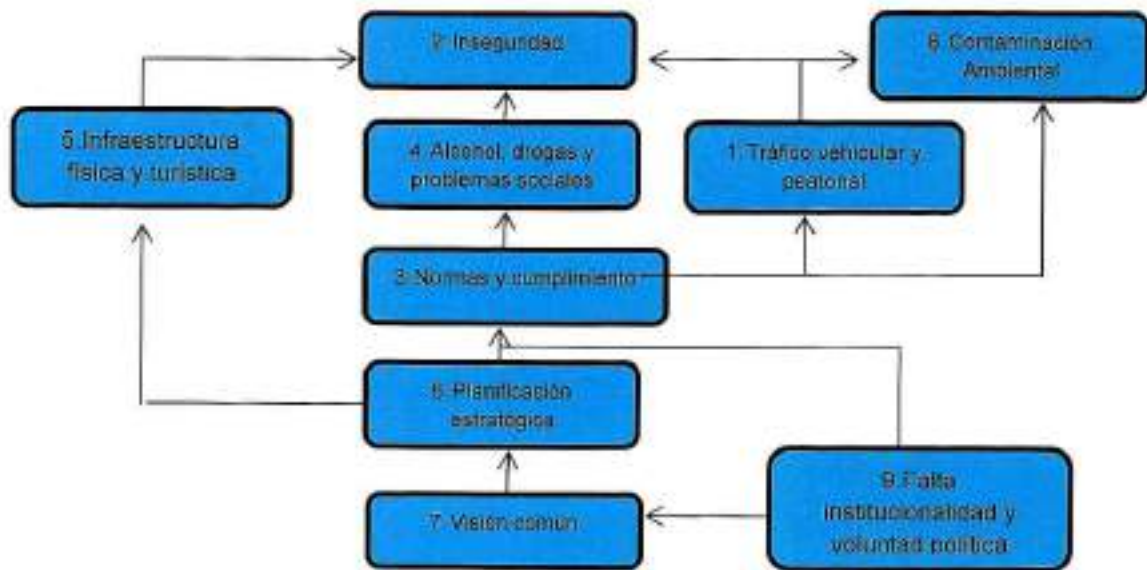 2. Inseguridad
8. Contaminación
Ambiental
5. Infraestructura
física y turística
4. Alcohol, drogas y
problemas sociales
1. Tráfico vehicular y
peatonal
3. Normas y cumplimiento
6. Planificación
estratégica
7. Visión común
9. Falta
institucionalidad y
voluntad política